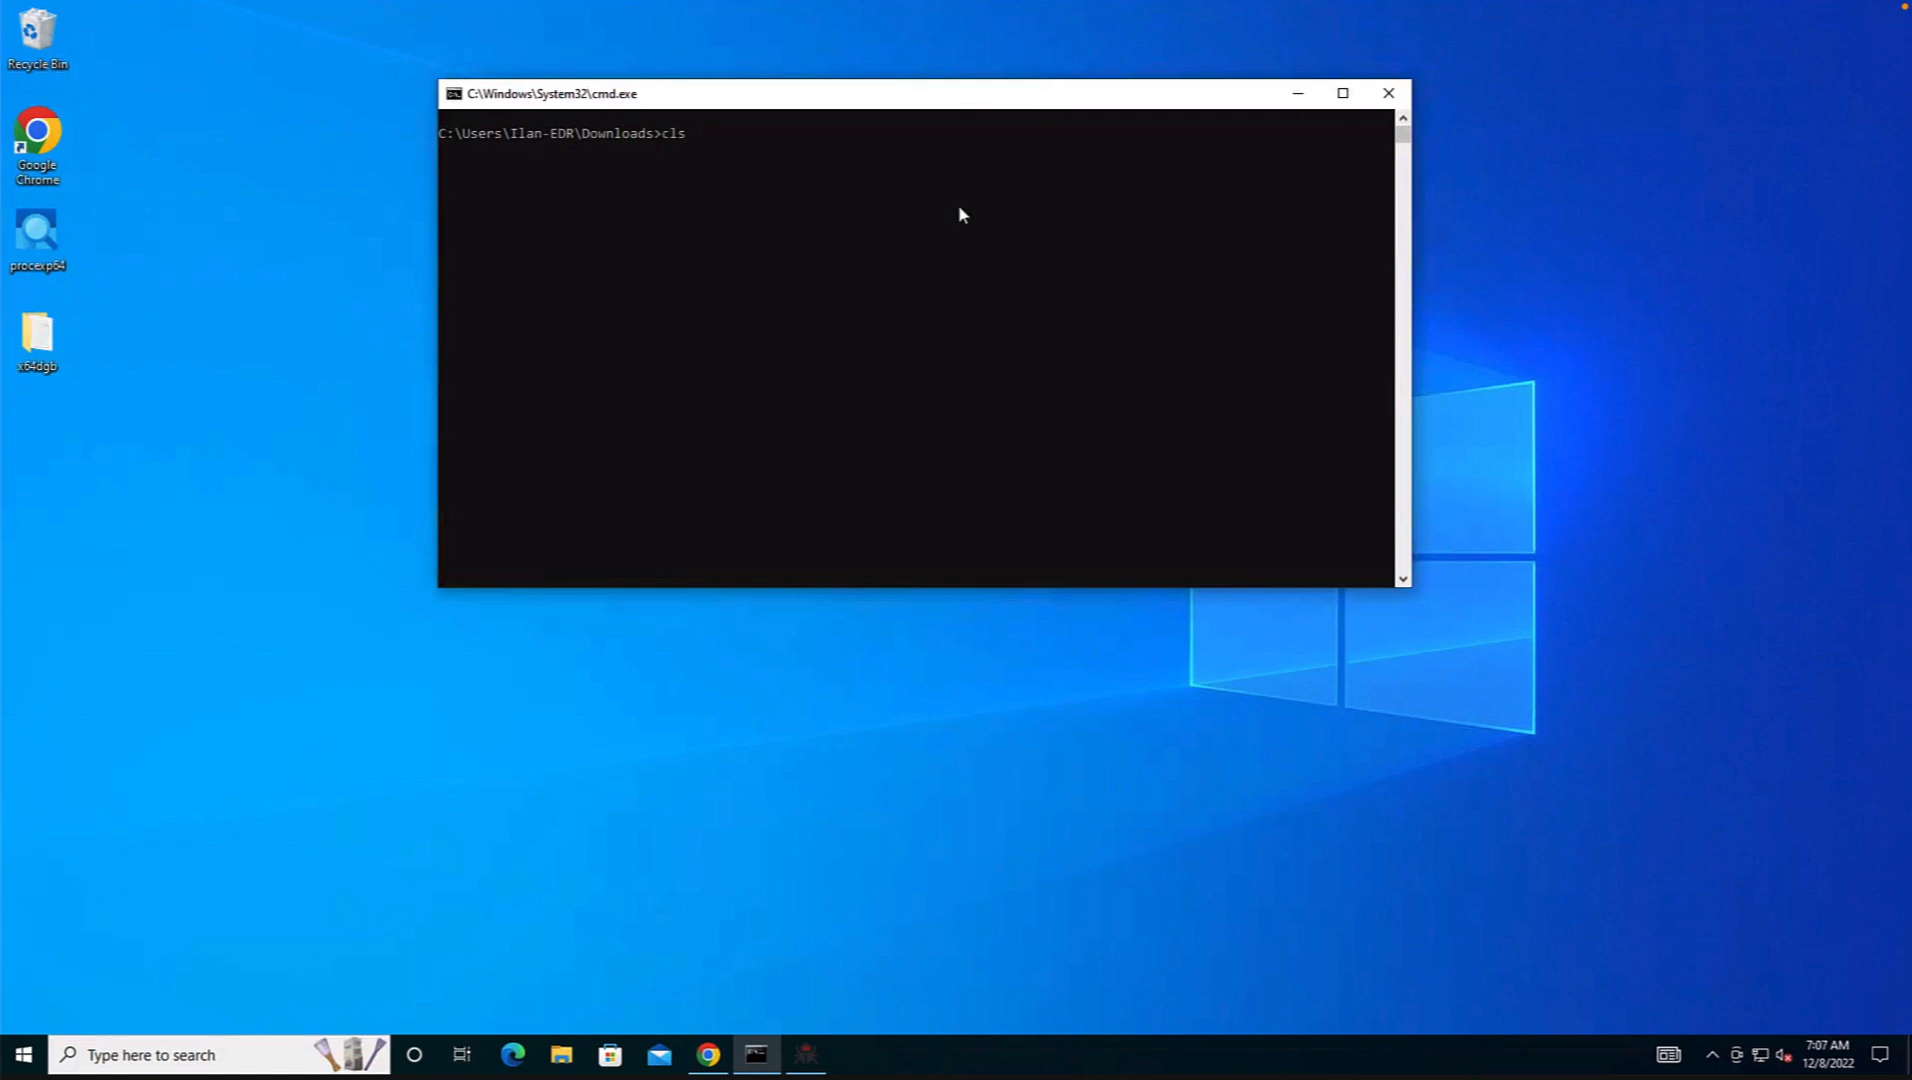 Recycle Bin
C:\Windows\System32\cmd.exe
C:\Users\Ilan-EDR\Downloads>cls
Google
Chrome
procexp64
x64dgb
Type here to search
7:07 AM
12/8/2022